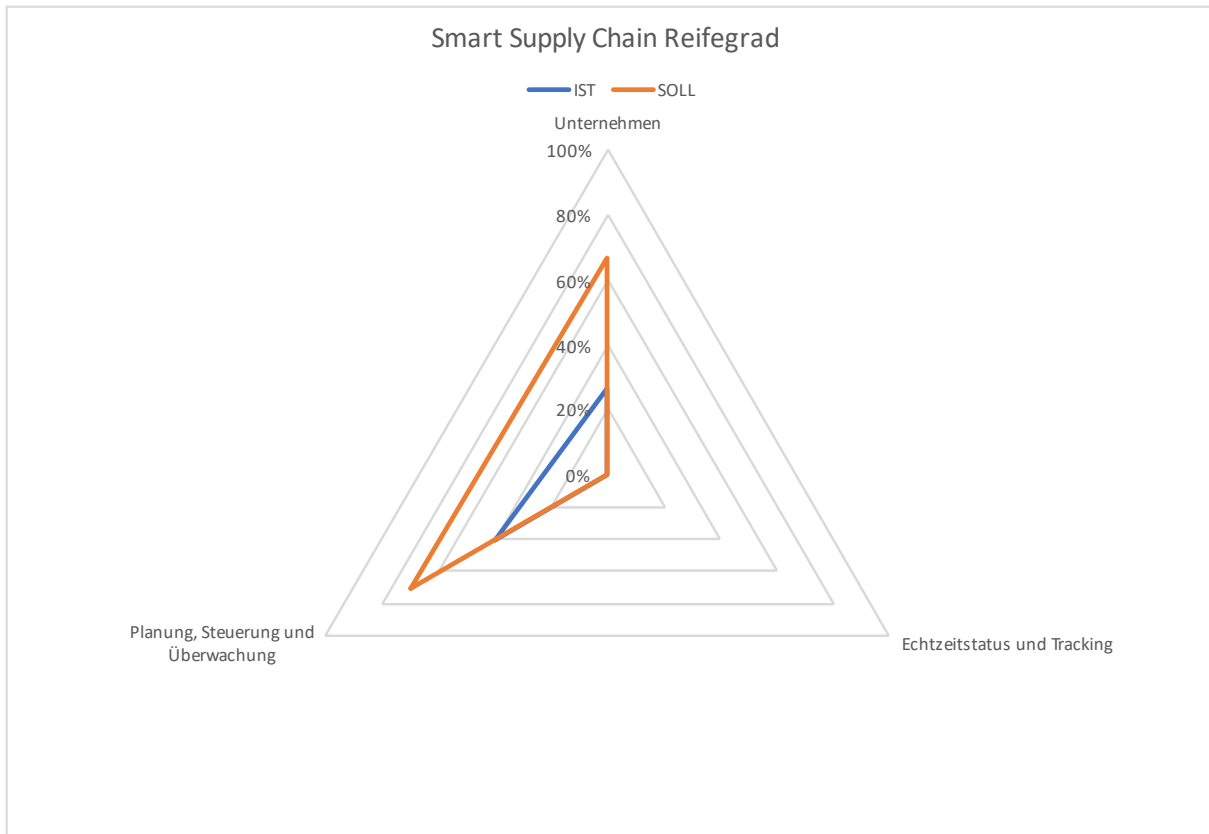 Smart Supply Chain Reifegrad
IST SOLL
Unternehmen
100%
80%
60%
40%
20%
0%
Planung, Steuerung und
Überwachung
Echtzeitstatus und Tracking